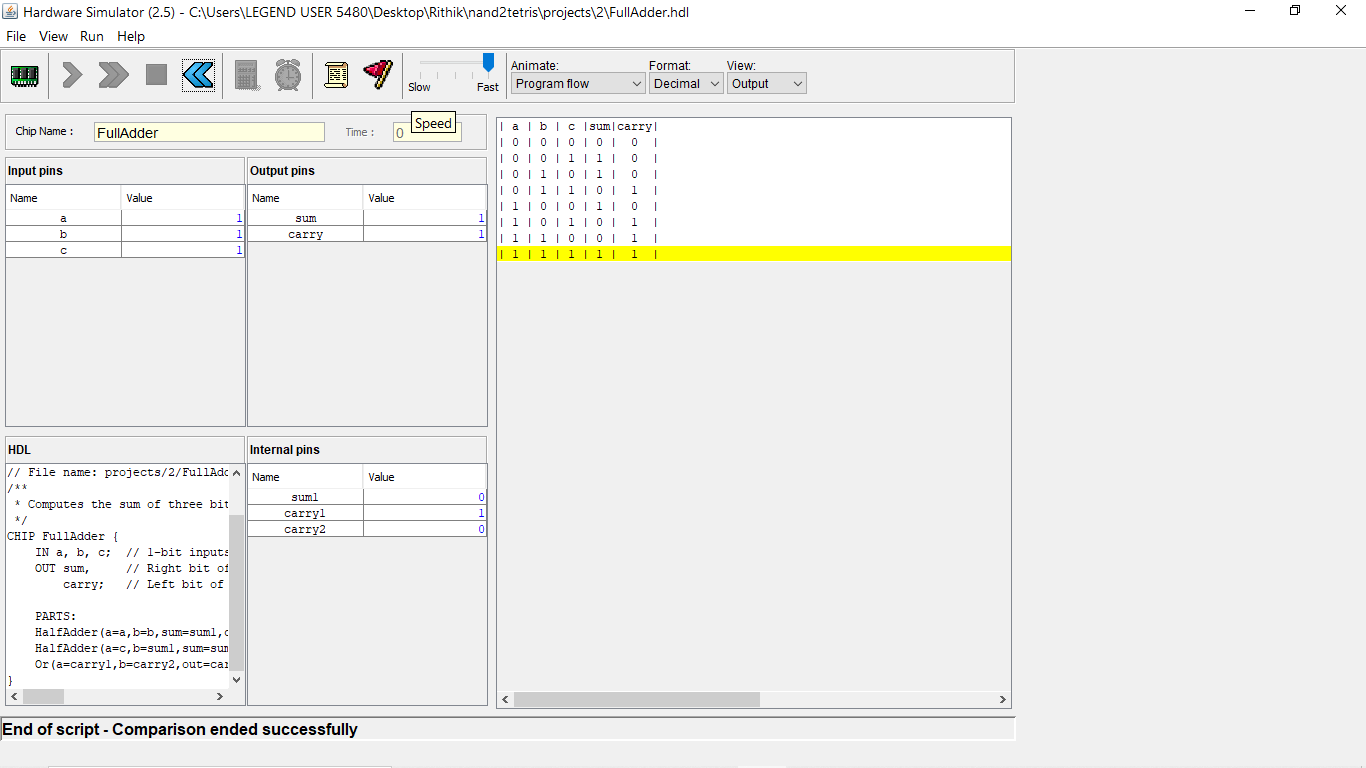 Hardware Simulator (2.5) - C:\Users\LEGEND USER 5480\Desktop\Rithik\nand2tetris\projects\2\FullAdder.hdl
File View Run Help
Slow Fast
Animate: Format: View:
Program flow Decimal Output
Speed
Chip Name : FullAdder Time : 0
Input pins
Name Value
a 1
b 1
c 1
Output pins
Name Value
sum 1
carry 1
HDL
// File name: projects/2/FullAdd
/**
* Computes the sum of three bit
*/
CHIP FullAdder {
IN a, b, c; // 1-bit inputs
OUT sum, // Right bit of
carry; // Left bit of
PARTS:
HalfAdder(a=a,b=b,sum=sum1,c
HalfAdder(a=c,b=sum1,sum=sum
Or(a=carry1,b=carry2,out=car
}
Internal pins
Name Value
sum1 0
carry1 1
carry2 0
| a | b | c |sum|carry|
| 0 | 0 | 0 | 0 | 0 |
| 0 | 0 | 1 | 1 | 0 |
| 0 | 1 | 0 | 1 | 0 |
| 0 | 1 | 1 | 0 | 1 |
| 1 | 0 | 0 | 1 | 0 |
| 1 | 0 | 1 | 0 | 1 |
| 1 | 1 | 0 | 0 | 1 |
| 1 | 1 | 1 | 1 | 1 |
End of script - Comparison ended successfully